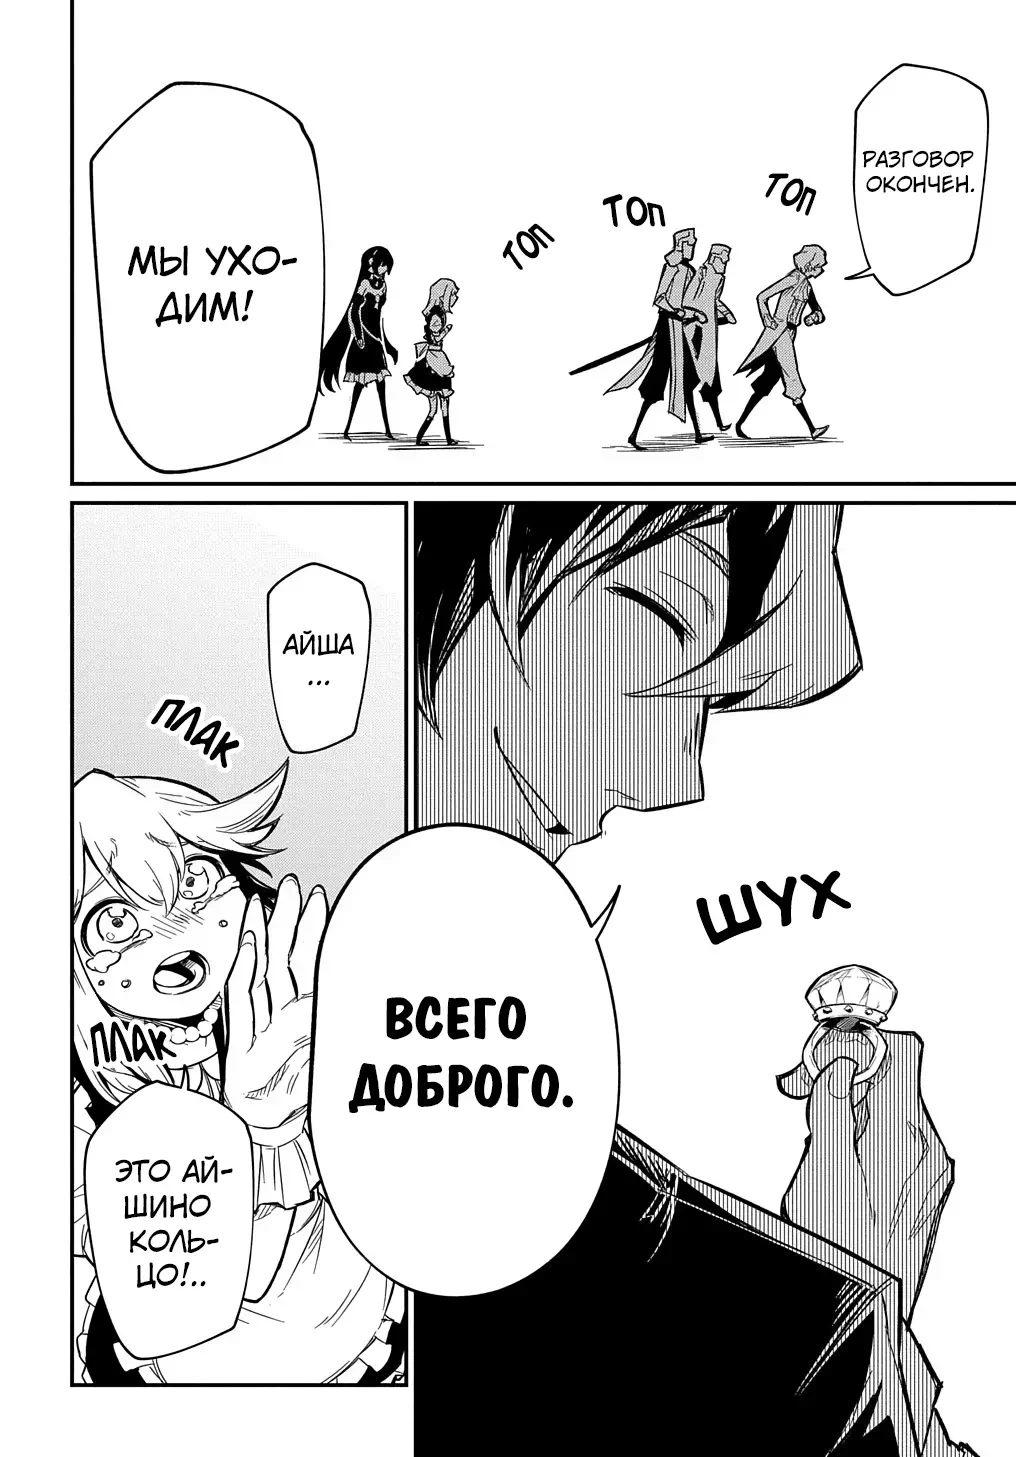 РАЗГОВОР
ОКОНЧЕН.
ТОП
ТОП
ТОП
МЫ УХО-
ДИМ!
ВСЕГО
ДОБРОГО.
ШУХ
АЙША
...
ПЛАК
ПЛАК
ЭТО АЙ-
ШИНО
КОЛЬ-
ЦО!..